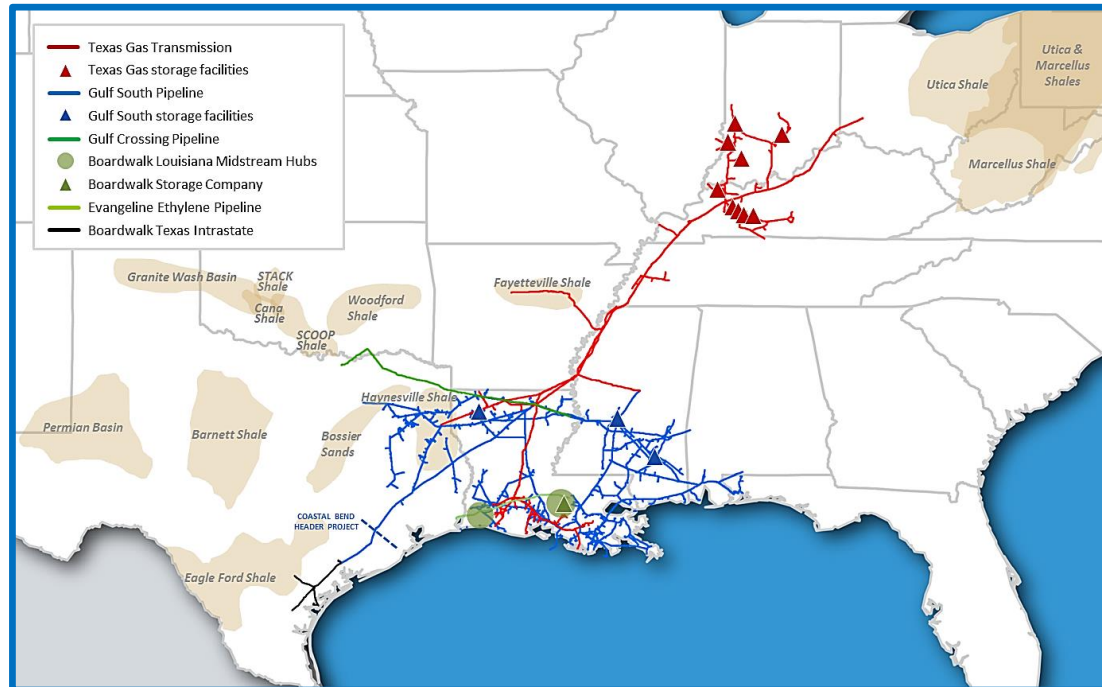 Texas Gas Transmission
Texas Gas storage facilities
Gulf South Pipeline
Gulf South storage facilities
Gulf Crossing Pipeline
Boardwalk Louisiana Midstream Hubs
Boardwalk Storage Company
Evangeline Ethylene Pipeline
Boardwalk Texas Intrastate
Utica &
Marcellus
Shales
Utica Shale
Marcellus Shale
Granite Wash Basin
STACK
Shale
Cana
Shale
Woodford
Shale
SCOOP
Shale
Fayetteville Shale
Haynesville Shale
Permian Basin
Barnett Shale
Bossier
Sands
COASTAL BEND
HEADER PROJECT
Eagle Ford Shale